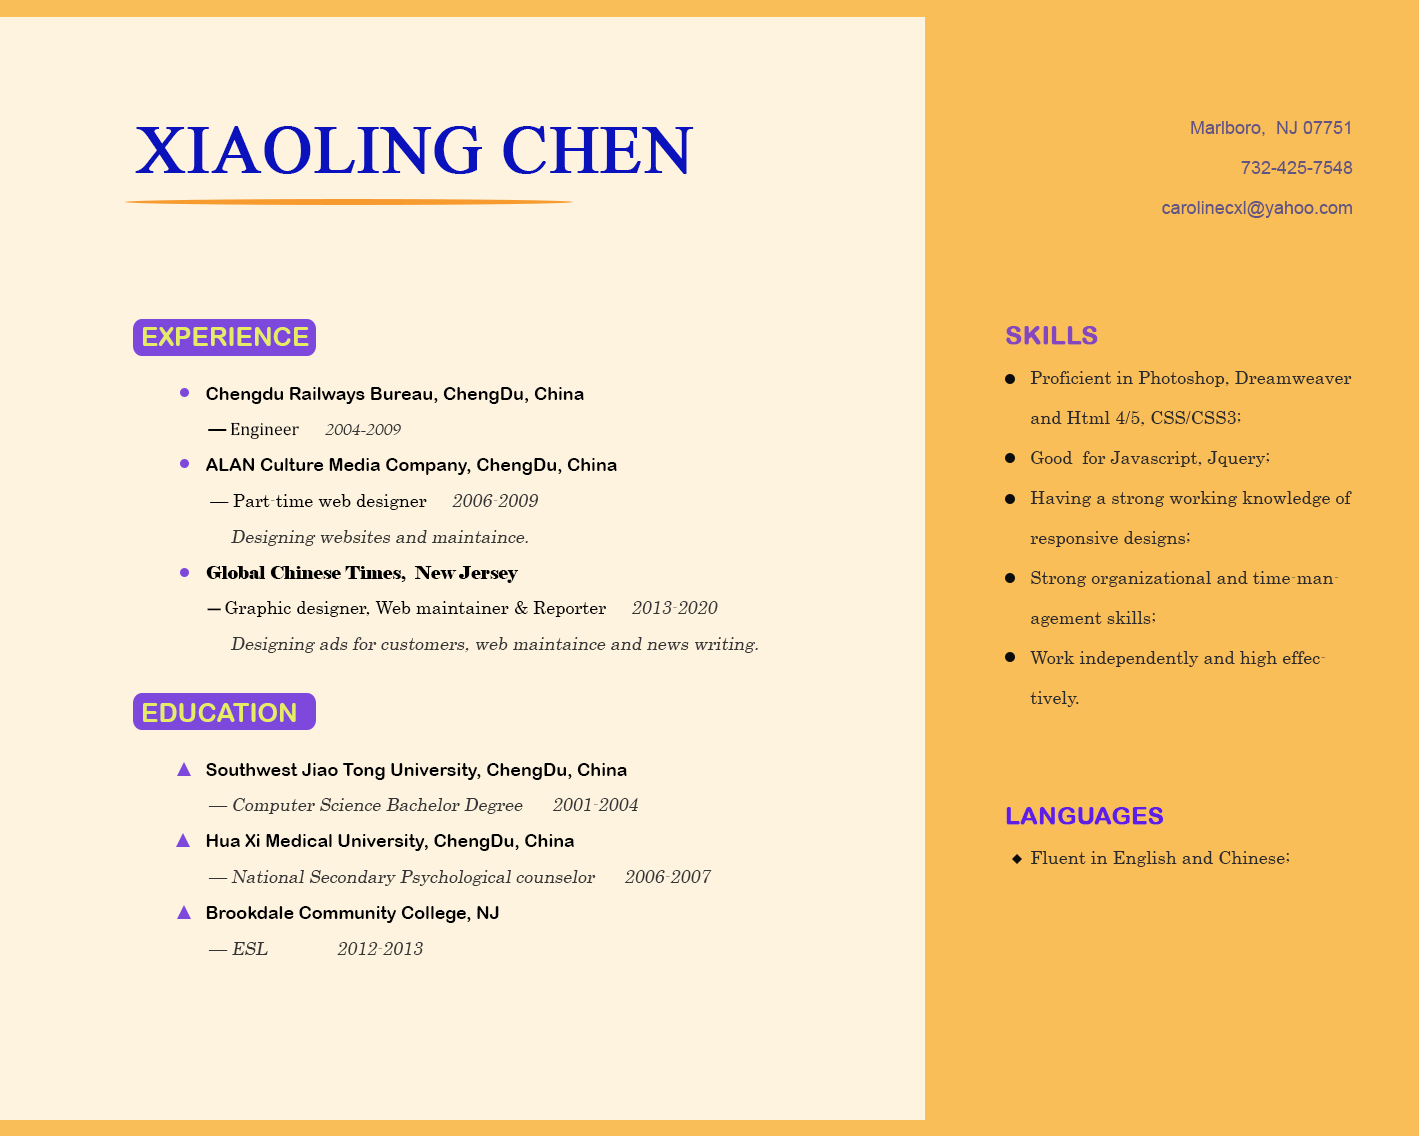 XIAOLING CHEN
EXPERIENCE
Chengdu Railways Bureau, ChengDu, China
— Engineer 2004-2009
ALAN Culture Media Company, ChengDu, China
— Part-time web designer 2006-2009
Designing websites and maintaince.
Global Chinese Times, New Jersey
— Graphic designer, Web maintainer & Reporter 2013-2020
Designing ads for customers, web maintaince and news writing.
EDUCATION
Southwest Jiao Tong University, ChengDu, China
— Computer Science Bachelor Degree 2001-2004
Hua Xi Medical University, ChengDu, China
— National Secondary Psychological counselor 2006-2007
Brookdale Community College, NJ
— ESL 2012-2013
Marlboro, NJ 07751
732-425-7548
carolinecxl@yahoo.com
SKILLS
Proficient in Photoshop, Dreamweaver
and Html 4/5, CSS/CSS3;
Good for Javascript, Jquery;
Having a strong working knowledge of
responsive designs;
Strong organizational and time-man-
agement skills;
Work independently and high effec-
tively.
LANGUAGES
Fluent in English and Chinese;